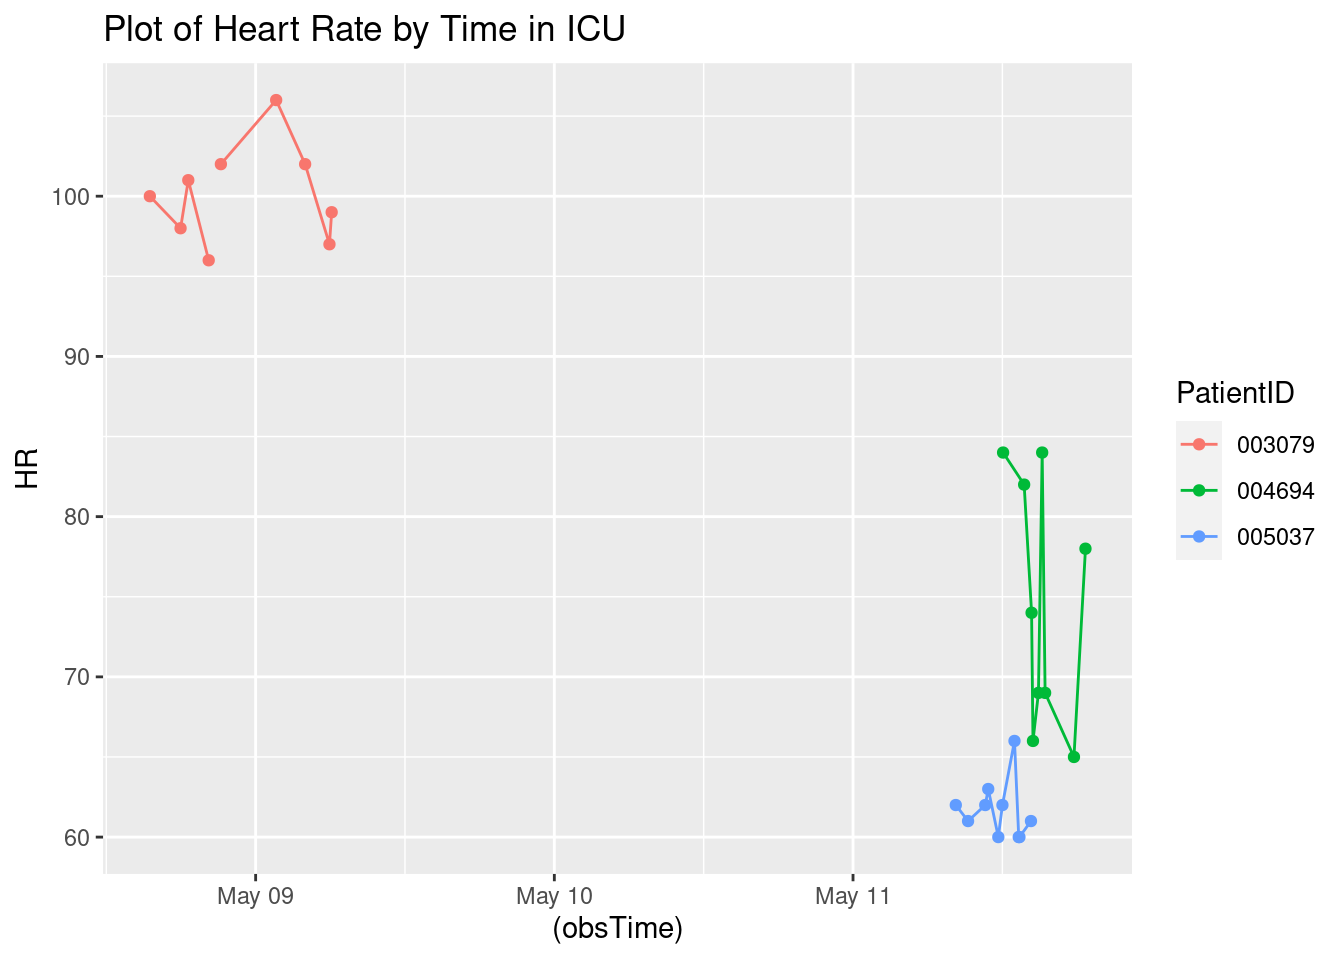 Plot of Heart Rate by Time in ICU
100
90
80
70
60
HR
May 09
May 10
May 11
(obsTime)
PatientID
003079
004694
005037